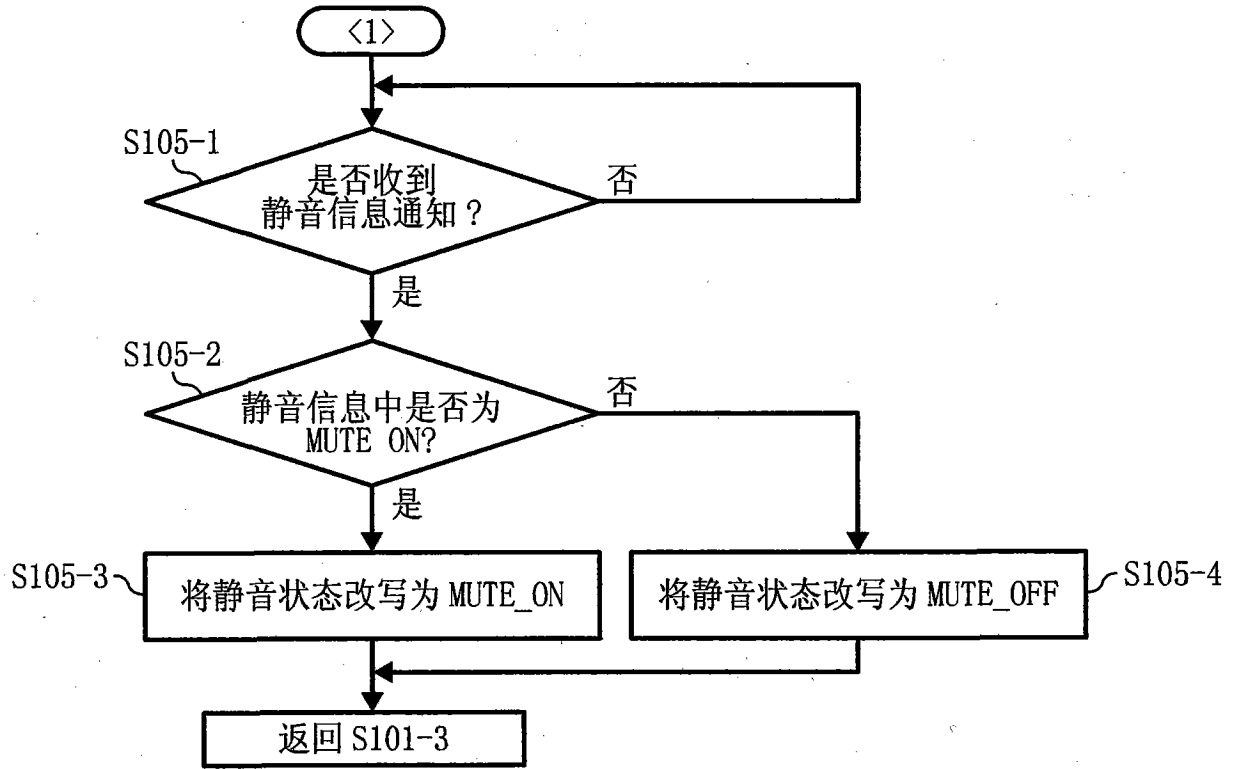 <1>
S105-1
是否收到
静音信息通知?
否
是
S105-2
静音信息中是否为
MUTE ON?
否
是
S105-3
将静音状态改写为 MUTE_ON
将静音状态改写为 MUTE_OFF
S105-4
返回 S101-3